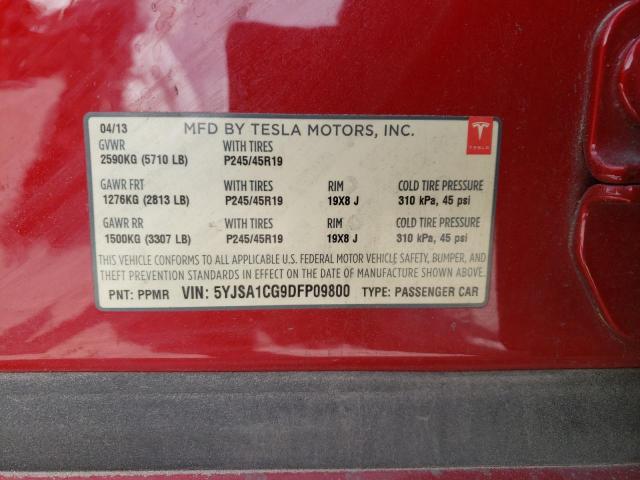 04/13 MFD BY TESLA MOTORS, INC.
GVWR WITH TIRES
2590KG (5710 LB) P245/45R19
TESLA
GAWR FRT WITH TIRES RIM COLD TIRE PRESSURE
1276KG (2813 LB) P245/45R19 19X8 J 310 kPa, 45 psi
GAWR RR WITH TIRES RIM COLD TIRE PRESSURE
1500KG (3307 LB) P245/45R19 19X8 J 310 kPa, 45 psi
THIS VEHICLE CONFORMS TO ALL APPLICABLE U.S. FEDERAL MOTOR VEHICLE SAFETY, BUMPER, AND
THEFT PREVENTION STANDARDS IN EFFECT ON THE DATE OF MANUFACTURE SHOWN ABOVE.
PNT: PPMR VIN: 5YJSA1CG9DFP09800 TYPE: PASSENGER CAR